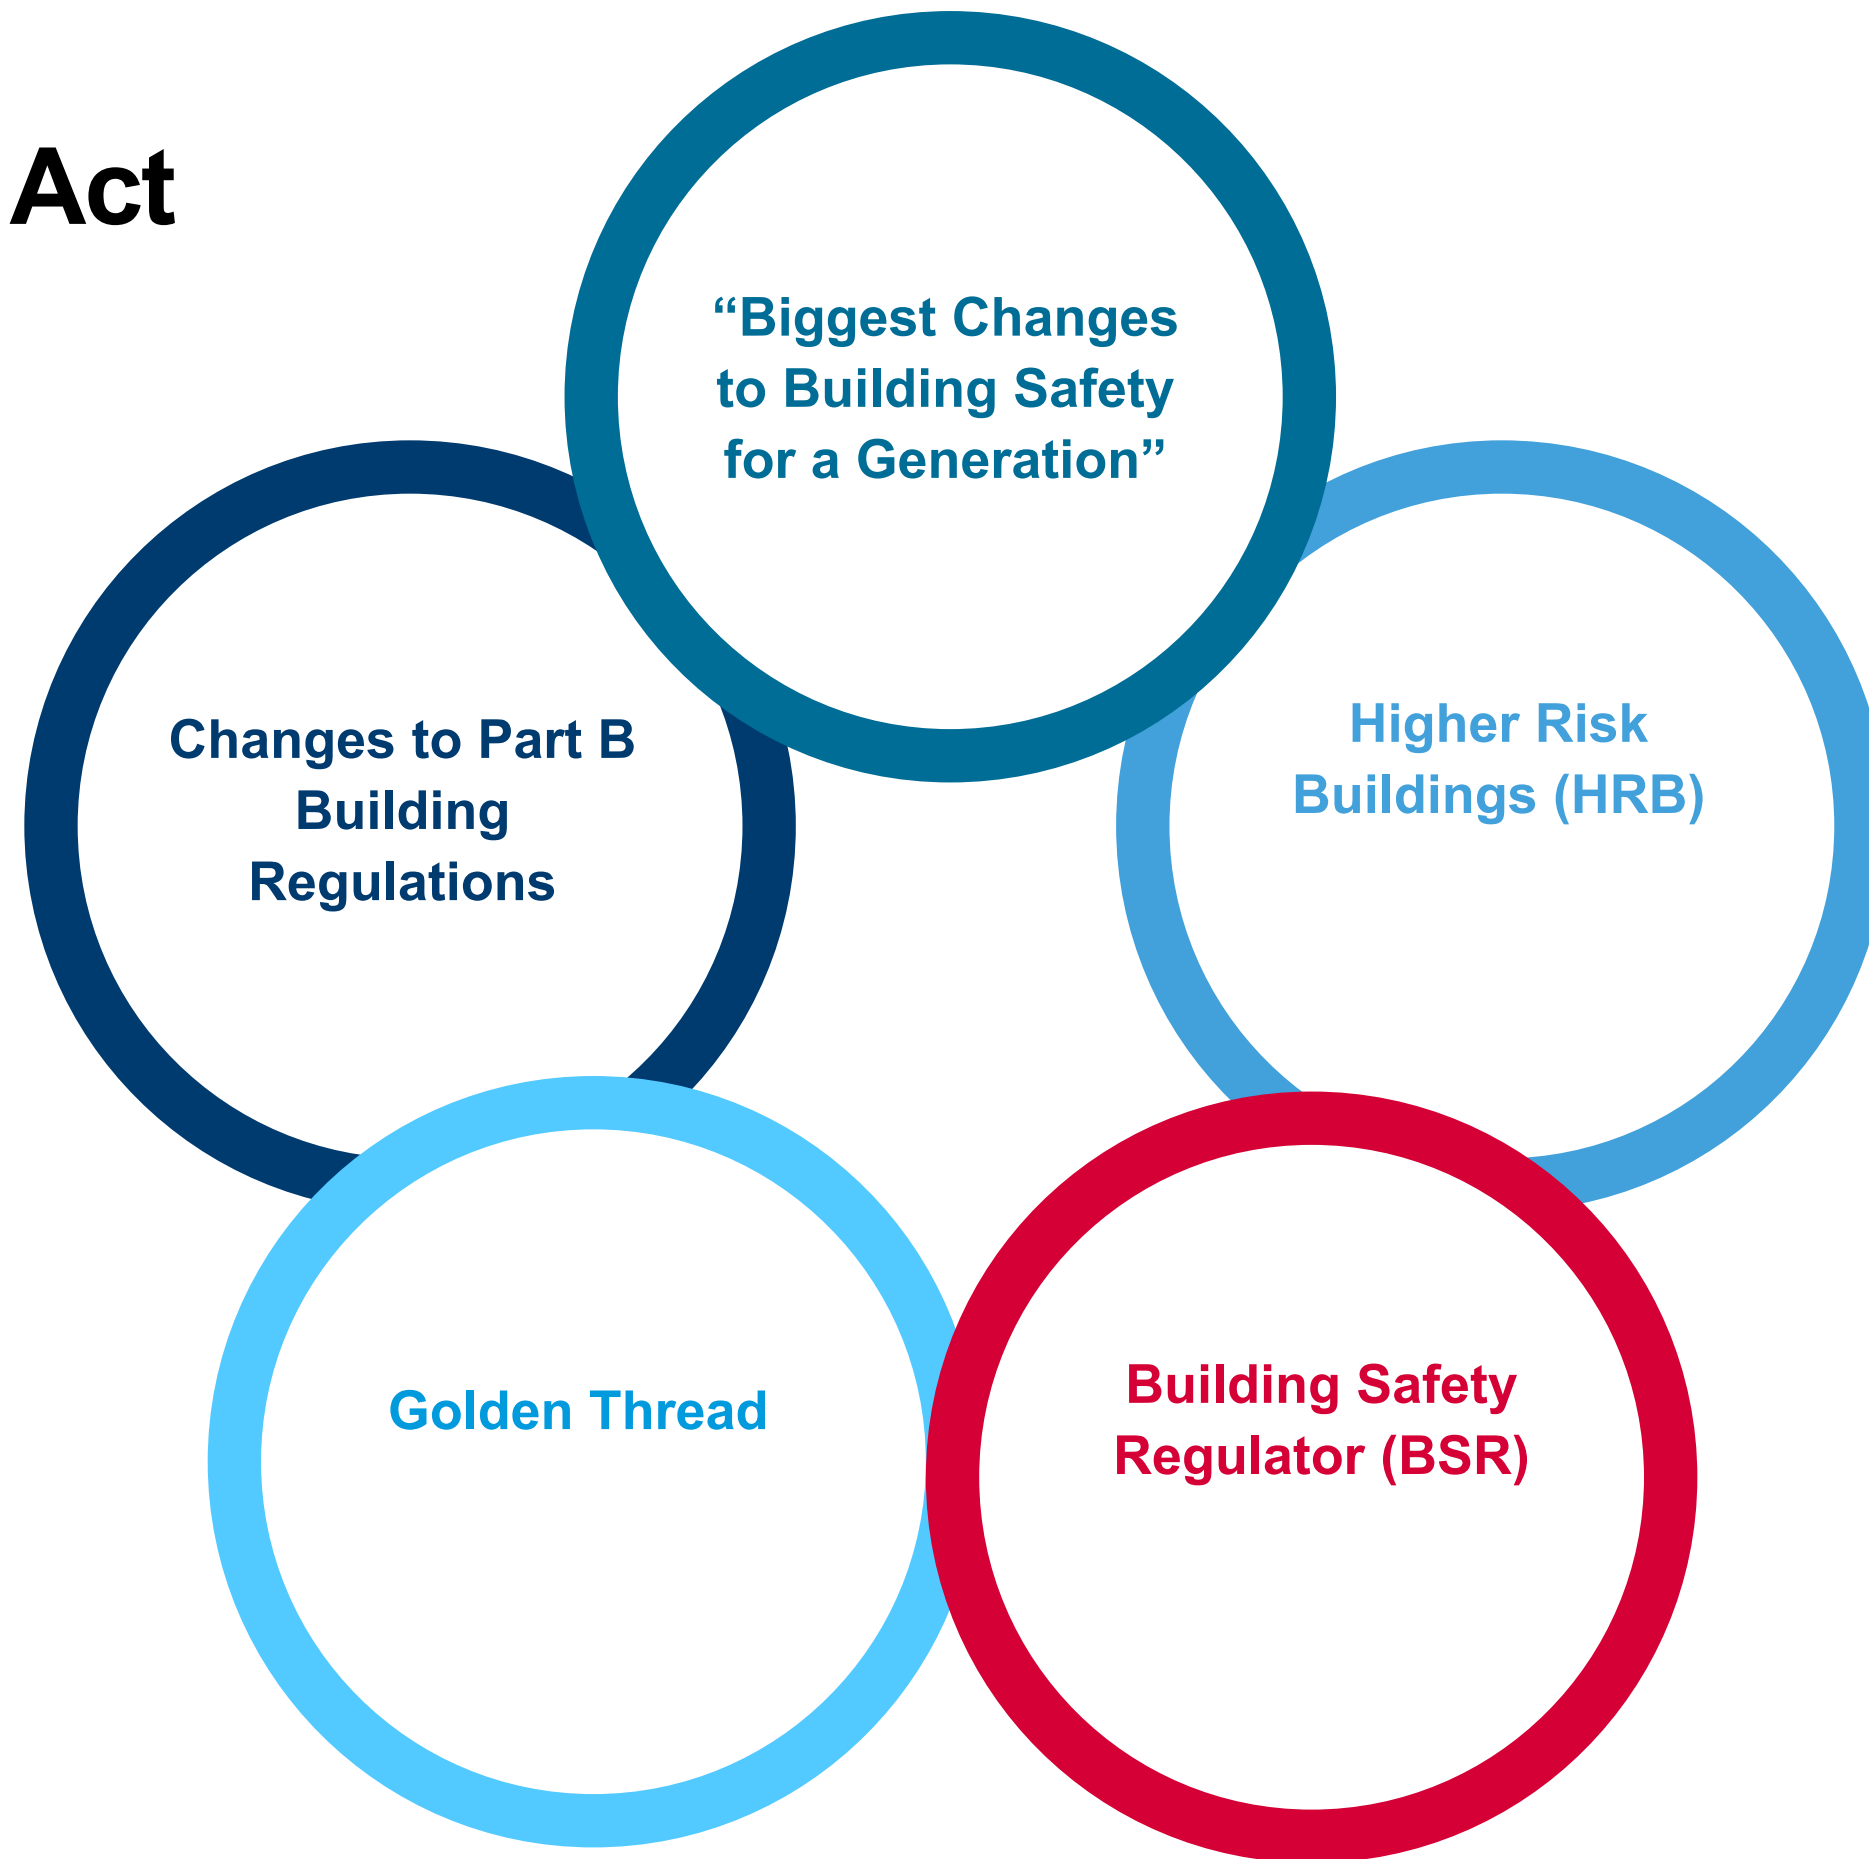 Act
“Biggest Changes
to Building Safety
for a Generation”
Changes to Part B
Building
Regulations
Higher Risk
Buildings (HRB)
Golden Thread
Building Safety
Regulator (BSR)